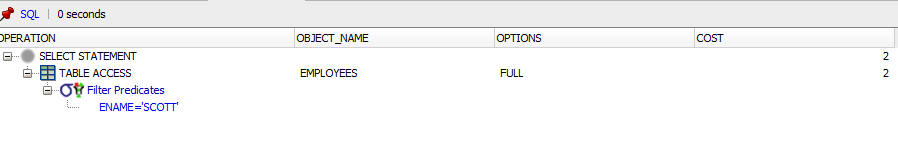 SQL | 0 seconds
OPERATION OBJECT_NAME OPTIONS COST
SELECT STATEMENT 2
TABLE ACCESS EMPLOYEES FULL 2
Filter Predicates
ENAME='SCOTT'